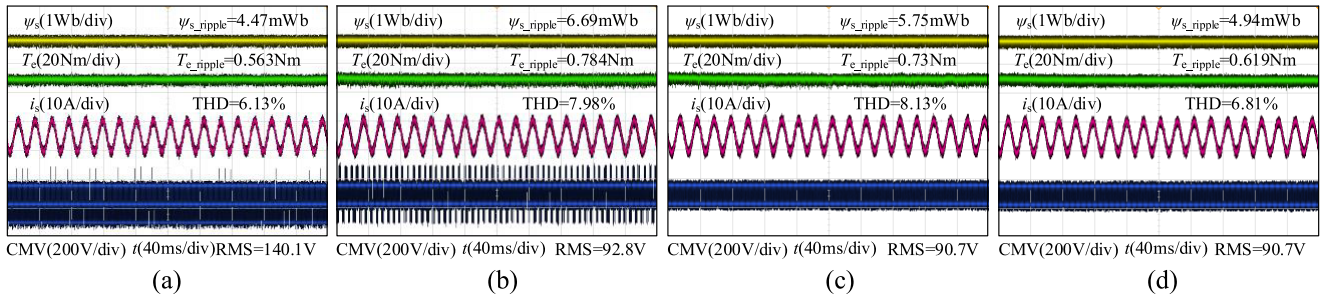 ψs(1Wb/div) ψs_ripple=4.47mWb
Te(20Nm/div) Te_ripple=0.563Nm
is(10A/div) THD=6.13%
CMV(200V/div) t(40ms/div)RMS=140.1V
(a)
ψs(1Wb/div) ψs_ripple=6.69mWb
Te(20Nm/div) Te_ripple=0.784Nm
is(10A/div) THD=7.98%
CMV(200V/div) t(40ms/div) RMS=92.8V
(b)
ψs(1Wb/div) ψs_ripple=5.75mWb
Te(20Nm/div) Te_ripple=0.73Nm
is(10A/div) THD=8.13%
CMV(200V/div) t(40ms/div) RMS=90.7V
(c)
ψs(1Wb/div) ψs_ripple=4.94mWb
Te(20Nm/div) Te_ripple=0.619Nm
is(10A/div) THD=6.81%
CMV(200V/div) t(40ms/div) RMS=90.7V
(d)